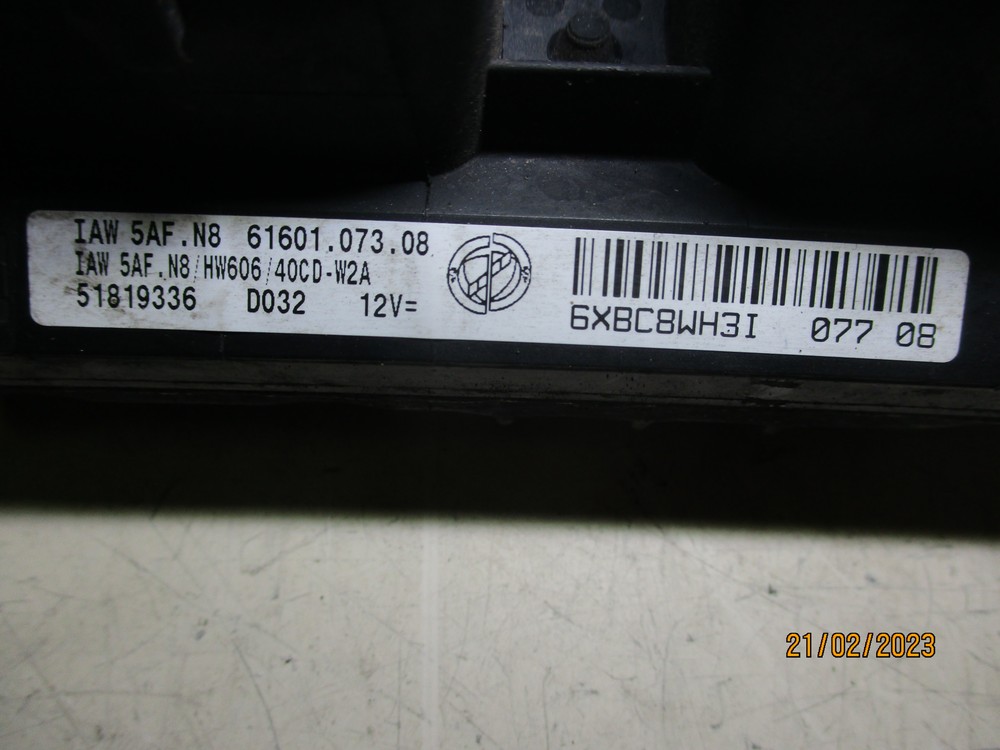 IAW 5AF.N8 61601.073.08
IAW 5AF.N8/HW606/40CD-W2A
51819336 D032 12V=
6XBC8WH3I 077 08
21/02/2023